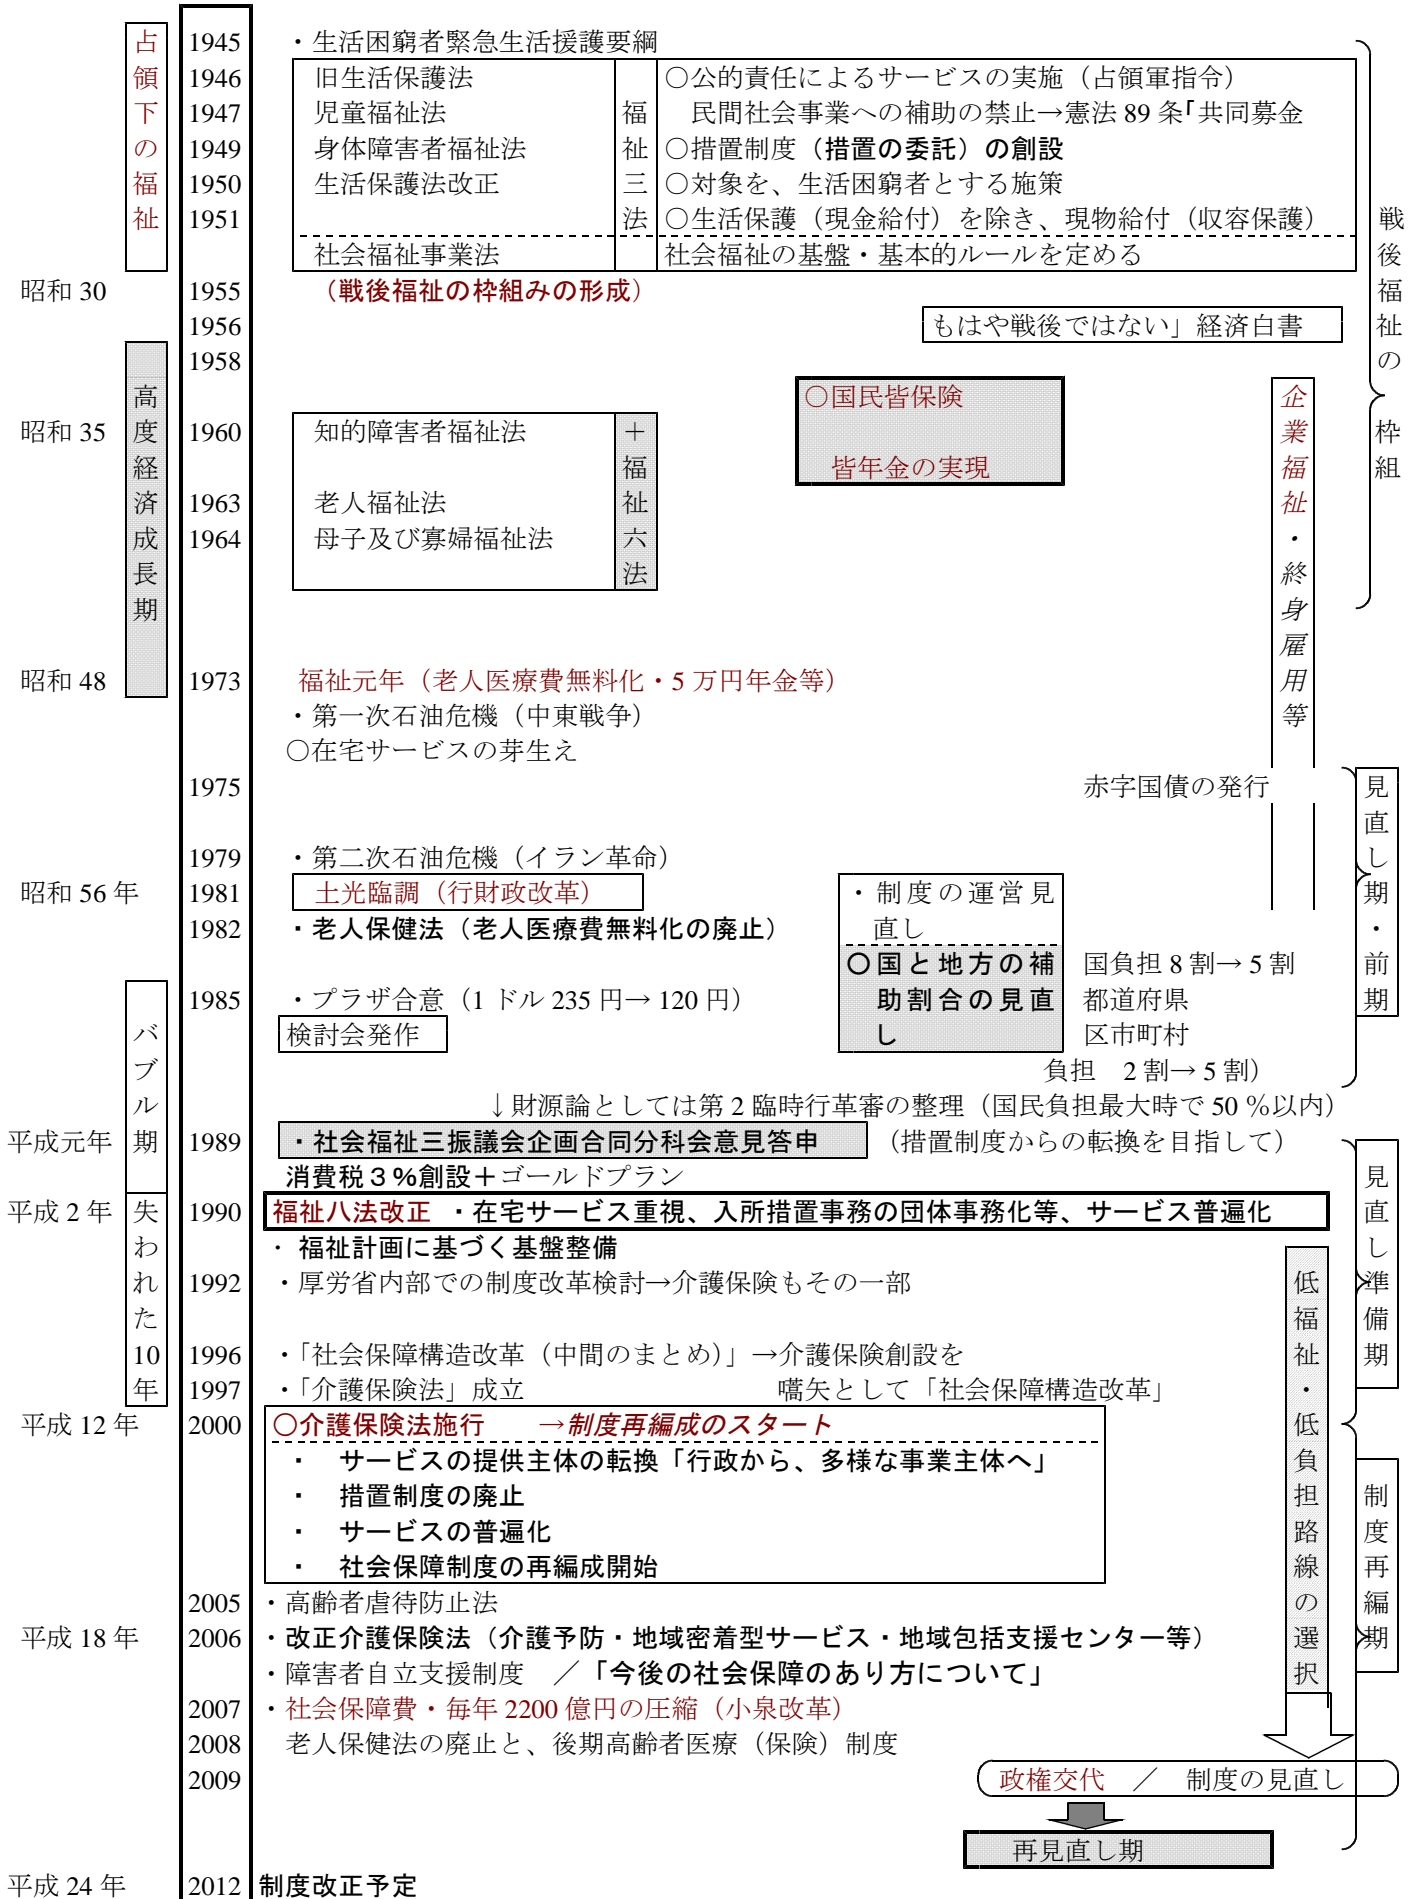 占領下の福祉
1945 ・生活困窮者緊急生活援護要綱
1946 旧生活保護法 ○公的責任によるサービスの実施（占領軍指令）
1947 児童福祉法 福 民間社会事業への補助の禁止→憲法 89 条「共同募金
1949 身体障害者福祉法 祉 ○措置制度（措置の委託）の創設
1950 生活保護法改正 三 ○対象を、生活困窮者とする施策
1951 法 ○生活保護（現金給付）を除き、現物給付（収容保護）
社会福祉事業法 社会福祉の基盤・基本的ルールを定める
戦後福祉の枠組
昭和 30 1955 （戦後福祉の枠組みの形成）
1956 もはや戦後ではない」経済白書
1958
高度経済成長期
○国民皆保険
皆年金の実現
企業福祉・終身雇用等
昭和 35 1960 知的障害者福祉法
1963 老人福祉法
1964 母子及び寡婦福祉法
＋福祉六法
昭和 48 1973 福祉元年（老人医療費無料化・5 万円年金等）
・第一次石油危機（中東戦争）
○在宅サービスの芽生え
1975 赤字国債の発行
見直し期・前期
1979 ・第二次石油危機（イラン革命）
昭和 56 年 1981 土光臨調（行財政改革）
1982 ・老人保健法（老人医療費無料化の廃止）
・制度の運営見
直し
○国と地方の補
助割合の見直
し
国負担 8 割→ 5 割
都道府県
区市町村
負担 2 割→ 5 割）
バブル期
1985 ・プラザ合意（1 ドル 235 円→ 120 円）
検討会発作
↓財源論としては第 2 臨時行革審の整理（国民負担最大時で 50 ％以内）
平成元年 1989 ・社会福祉三振議会企画合同分科会意見答申 （措置制度からの転換を目指して）
消費税３％創設＋ゴールドプラン
見直し準備期
失われた10年
平成 2 年 1990 福祉八法改正 ・在宅サービス重視、入所措置事務の団体事務化等、サービス普遍化
・ 福祉計画に基づく基盤整備
1992 ・厚労省内部での制度改革検討→介護保険もその一部
低福祉・低負担路線の選択
1996 ・「社会保障構造改革（中間のまとめ）」→介護保険創設を
1997 ・「介護保険法」成立 嚆矢として「社会保障構造改革」
平成 12 年 2000 ○介護保険法施行 →制度再編成のスタート
・ サービスの提供主体の転換「行政から、多様な事業主体へ」
・ 措置制度の廃止
・ サービスの普遍化
・ 社会保障制度の再編成開始
制度再編期
2005 ・高齢者虐待防止法
平成 18 年 2006 ・改正介護保険法（介護予防・地域密着型サービス・地域包括支援センター等）
・障害者自立支援制度 ／「今後の社会保障のあり方について」
2007 ・社会保障費・毎年 2200 億円の圧縮（小泉改革）
2008 老人保健法の廃止と、後期高齢者医療（保険）制度
2009 政権交代 ／ 制度の見直し
再見直し期
平成 24 年 2012 制度改正予定